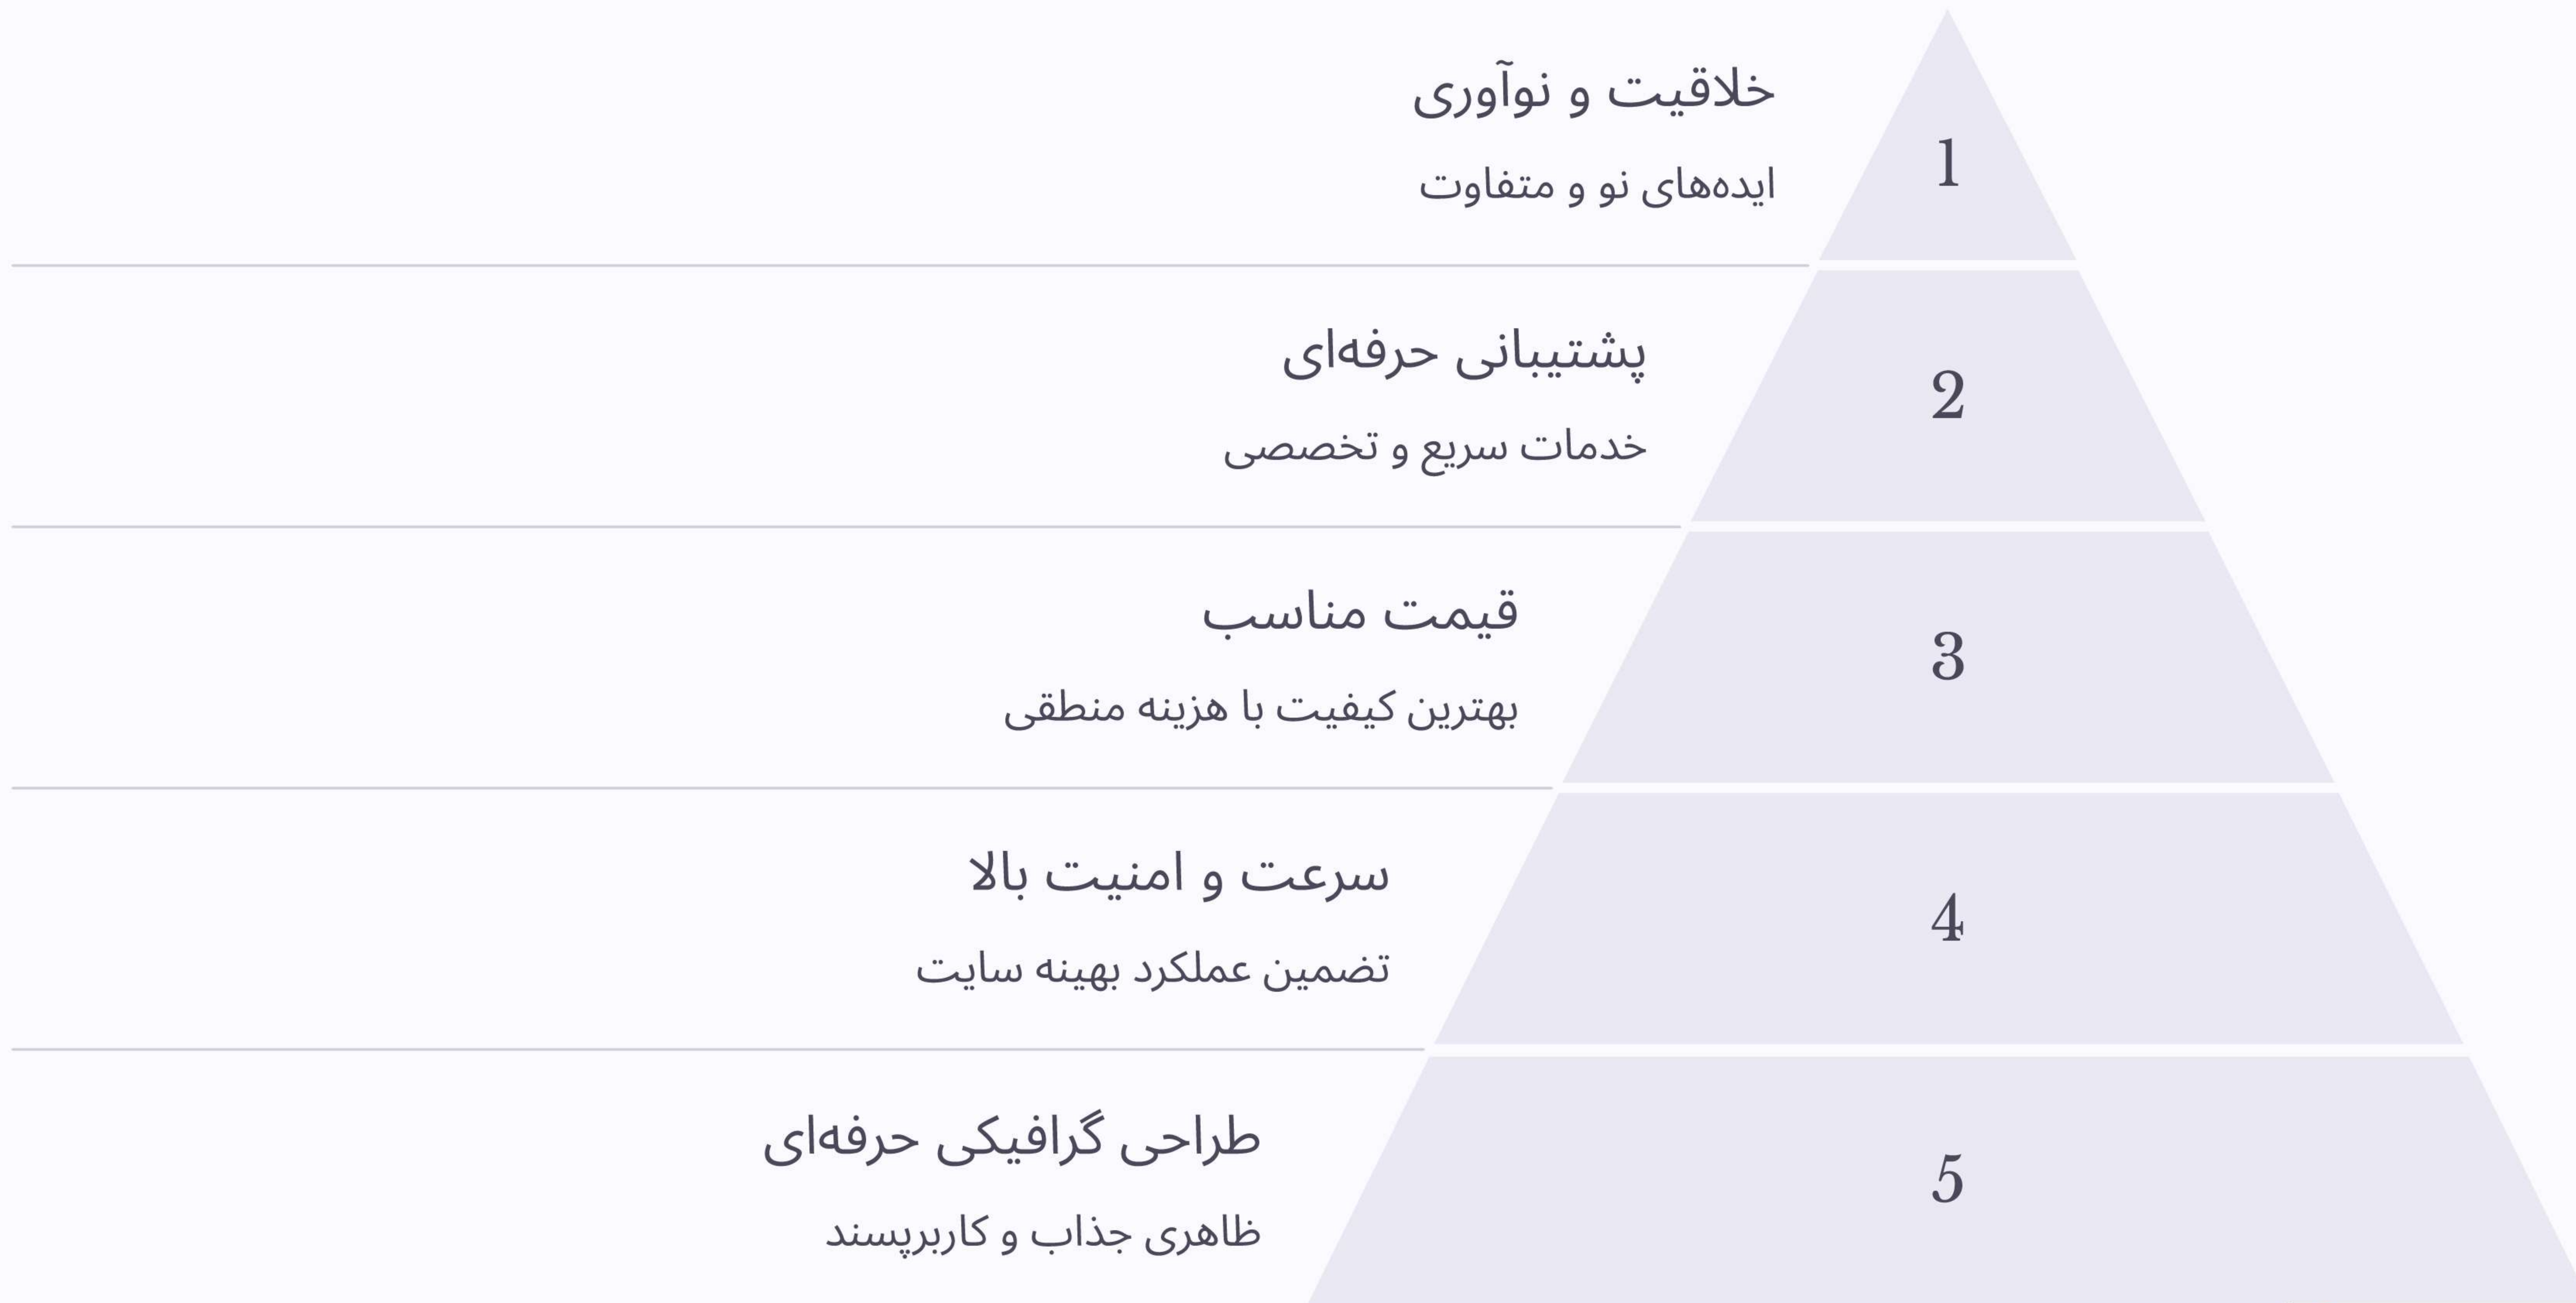 خلاقیت و نوآوری
ایده‌های نو و متفاوت
1
پشتیبانی حرفه‌ای
خدمات سریع و تخصصی
2
قیمت مناسب
بهترین کیفیت با هزینه منطقی
3
سرعت و امنیت بالا
تضمین عملکرد بهینه سایت
4
طراحی گرافیکی حرفه‌ای
ظاهری جذاب و کاربرپسند
5